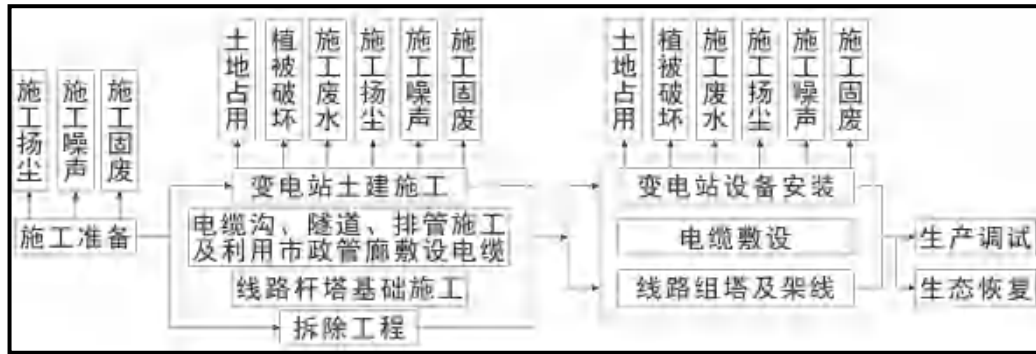 施工扬尘
施工噪声
施工固废
施工准备
土地占用
植被破坏
施工废水
施工扬尘
施工噪声
施工固废
变电站土建施工
电缆沟、隧道、排管施工
及利用市政管廊敷设电缆
线路杆塔基础施工
拆除工程
土地占用
植被破坏
施工废水
施工扬尘
施工噪声
施工固废
变电站设备安装
电缆敷设
线路组塔及架线
生产调试
生态恢复